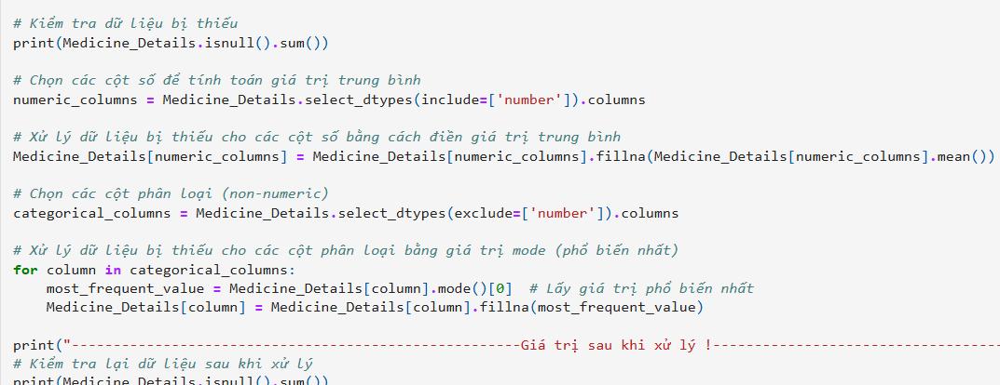 # Kiểm tra dữ liệu bị thiếu
print(Medicine_Details.isnull().sum())
# Chọn các cột số để tính toán giá trị trung bình
numeric_columns = Medicine_Details.select_dtypes(include=['number']).columns
# Xử lý dữ liệu bị thiếu cho các cột số bằng cách điền giá trị trung bình
Medicine_Details[numeric_columns] = Medicine_Details[numeric_columns].fillna(Medicine_Details[numeric_columns].mean())
# Chọn các cột phân loại (non-numeric)
categorical_columns = Medicine_Details.select_dtypes(exclude=['number']).columns
# Xử lý dữ liệu bị thiếu cho các cột phân loại bằng giá trị mode (phổ biến nhất)
for column in categorical_columns:
    most_frequent_value = Medicine_Details[column].mode()[0]  # Lấy giá trị phổ biến nhất
    Medicine_Details[column] = Medicine_Details[column].fillna(most_frequent_value)
print("------------------------------------------------------Giá trị sau khi xử lý !-----------------------------------
# Kiểm tra lại dữ liệu sau khi xử lý
print(Medicine_Details.isnull().sum())